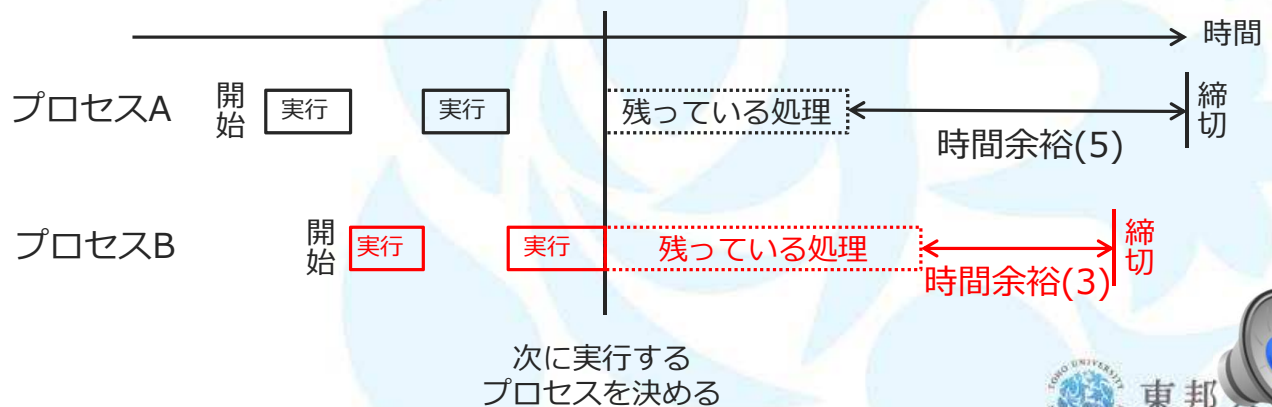 時間
プロセスA
開始
実行
実行
残っている処理
時間余裕(5)
締切
プロセスB
開始
実行
実行
残っている処理
時間余裕(3)
締切
次に実行する
プロセスを決める
TOHO UNIVERSITY
東邦